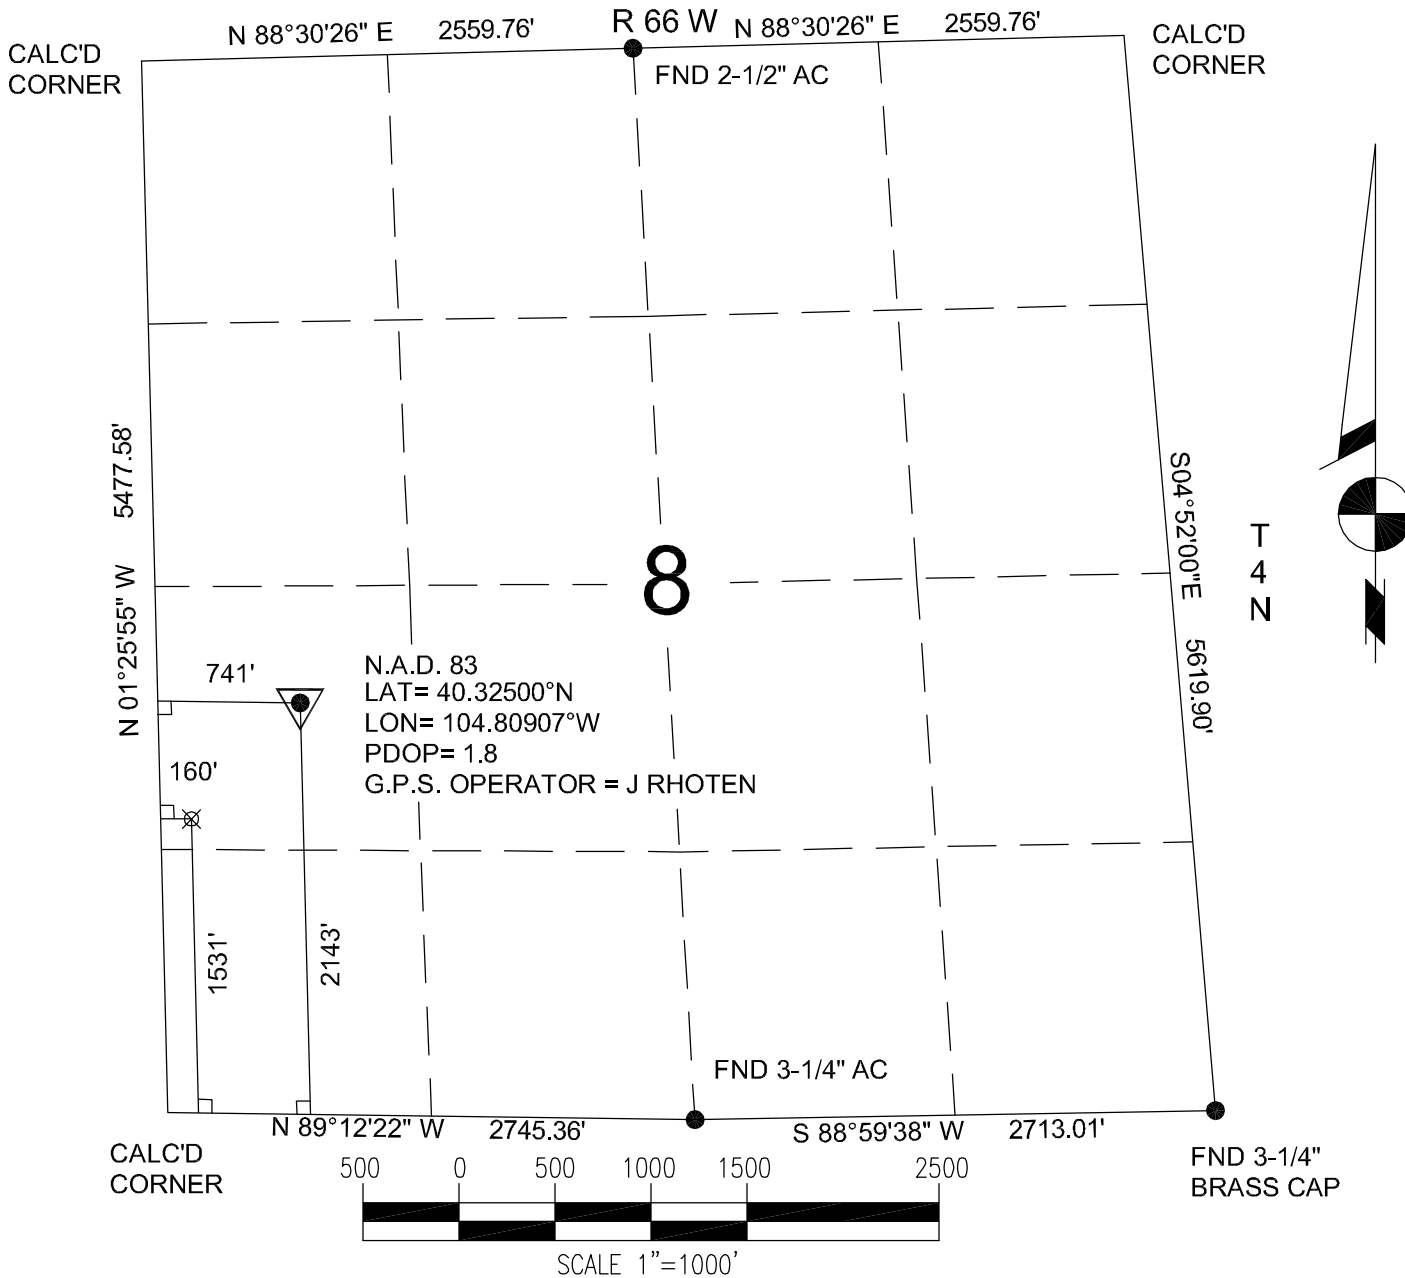 N 88°30'26" E 2559.76'
R 66 W
N 88°30'26" E 2559.76'
CALC'D
CORNER
FND 2-1/2" AC
CALC'D
CORNER
N 01°25'55" W 5477.58'
S04°52'00"E 5619.90'
T
4
N
8
741'
N.A.D. 83
LAT= 40.32500°N
LON= 104.80907°W
PDOP= 1.8
G.P.S. OPERATOR = J RHOTEN
160'
1531'
2143'
FND 3-1/4" AC
N 89°12'22" W 2745.36'
S 88°59'38" W 2713.01'
CALC'D
CORNER
FND 3-1/4"
BRASS CAP
500 0 500 1000 1500 2500
SCALE 1"=1000'